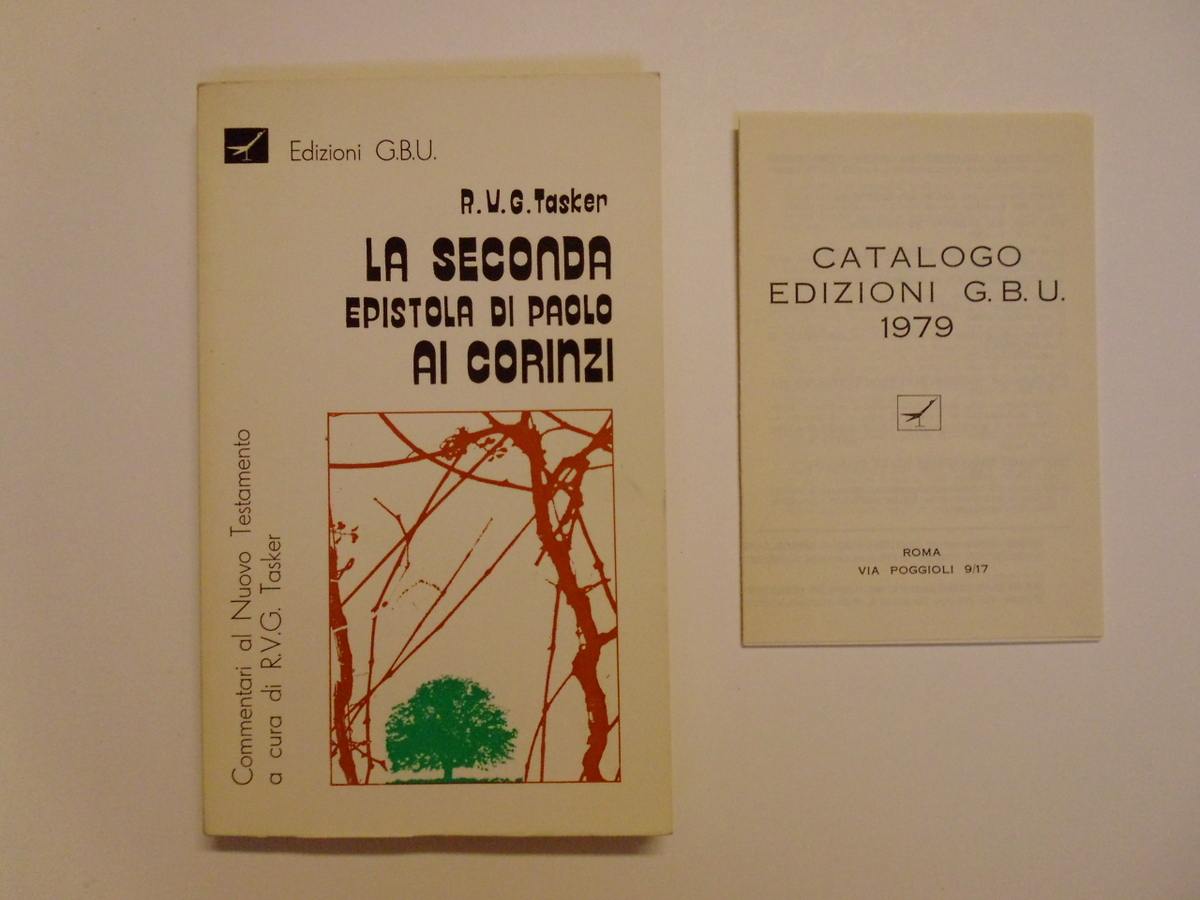 Edizioni G.B.U.
R.V.G.Tasker
LA SECONDA
EPISTOLA DI PAOLO
AI CORINZI
Commentari al Nuovo Testamento
a cura di R.V.G. Tasker
CATALOGO
EDIZIONI G.B.U.
1979
ROMA
VIA POGGIOLI 9/17